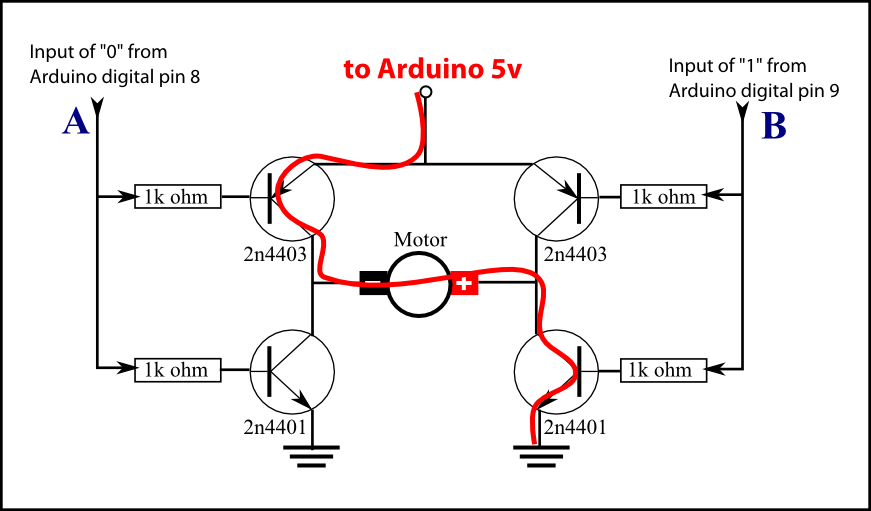 Input of "0" from
Arduino digital pin 8
to Arduino 5v
Input of "1" from
Arduino digital pin 9
A
B
1k ohm
1k ohm
2n4403
Motor
2n4403
+
1k ohm
1k ohm
2n4401
2n4401